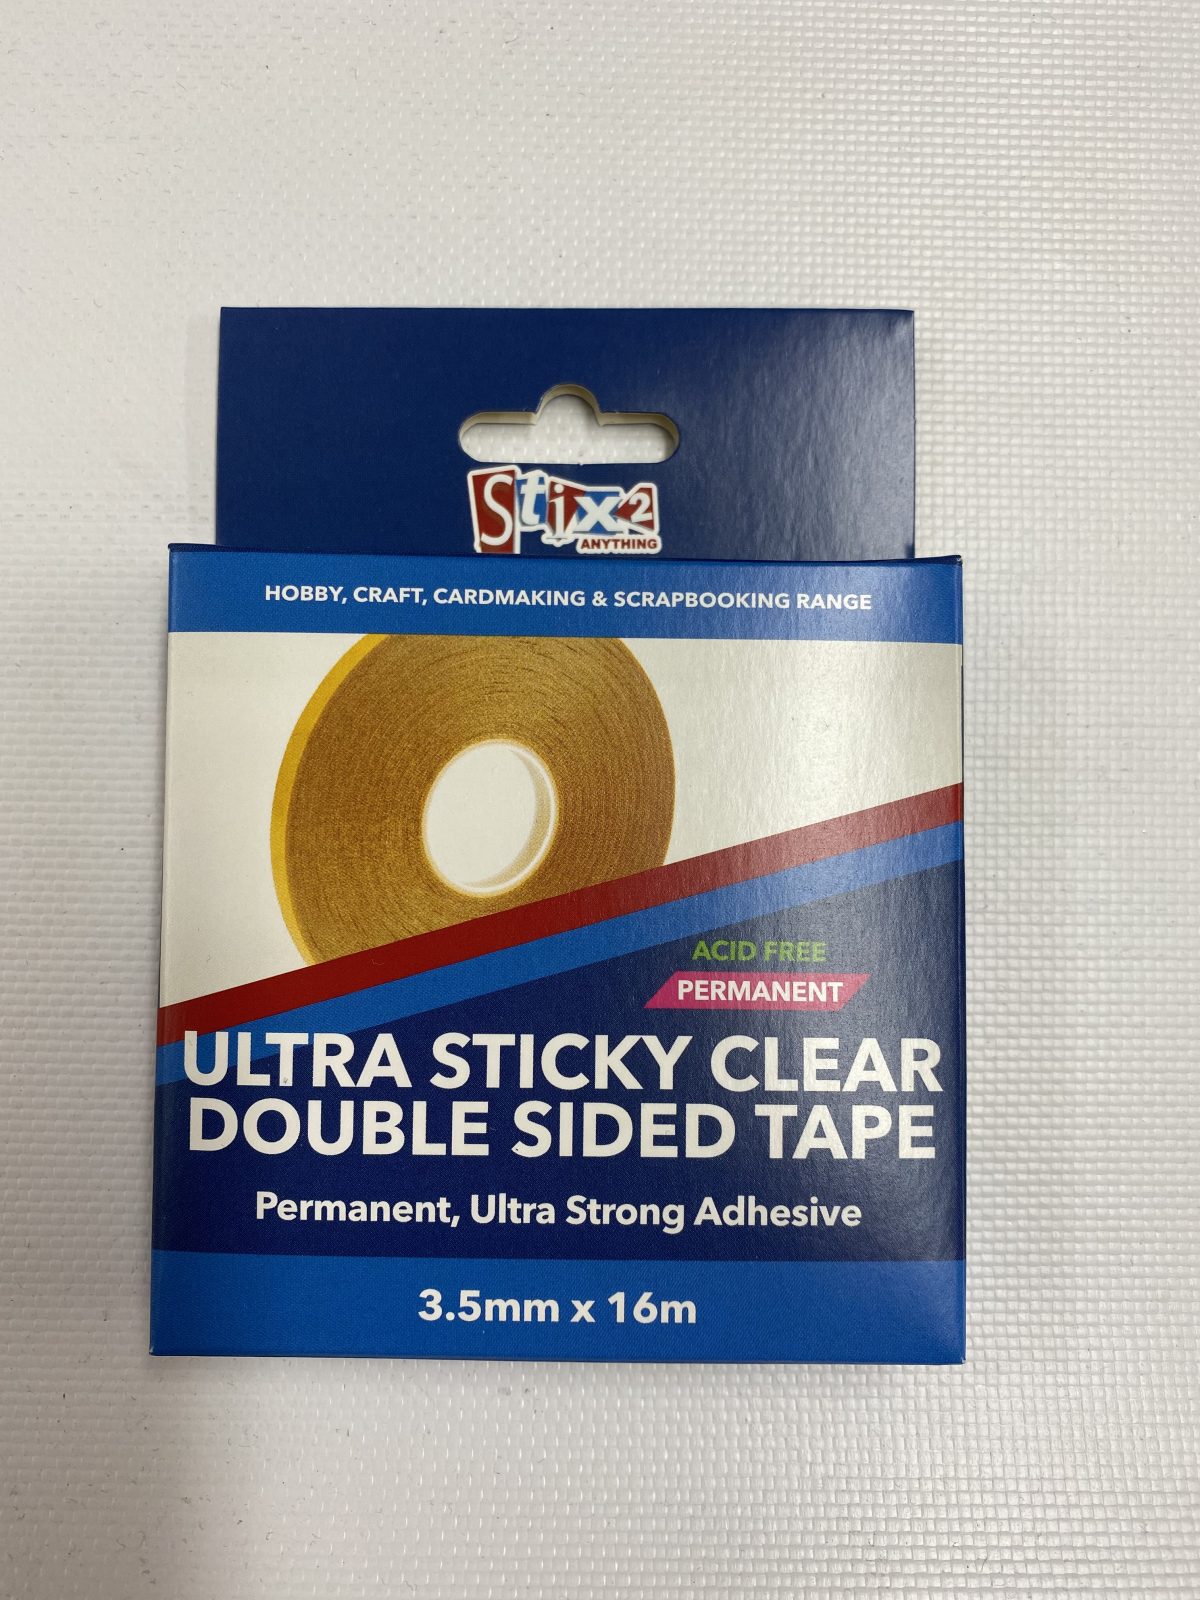 Stix2
ANYTHING
HOBBY, CRAFT, CARDMAKING & SCRAPBOOKING RANGE
ACID FREE
PERMANENT
ULTRA STICKY CLEAR
DOUBLE SIDED TAPE
Permanent, Ultra Strong Adhesive
3.5mm x 16m